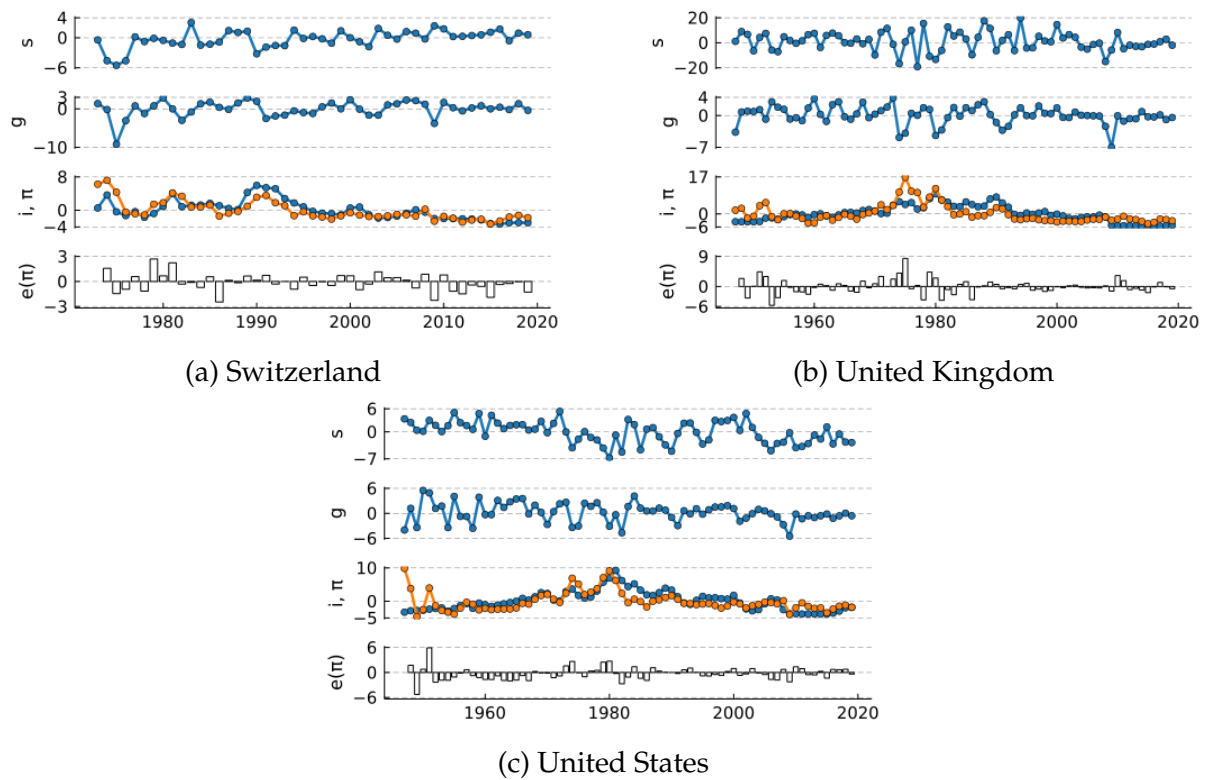 4
s 0
−6
3
g 0
−10
8
i, π 0
−4
3
e(π) 0
−3
1980 1990 2000 2010 2020
(a) Switzerland
20
s 0
−20
4
g 0
−7
17
i, π 0
−6
9
e(π) 0
−6
1960 1980 2000 2020
(b) United Kingdom
6
s 0
−7
6
g 0
−6
10
i, π 0
−5
6
e(π) 0
−6
1960 1980 2000 2020
(c) United States